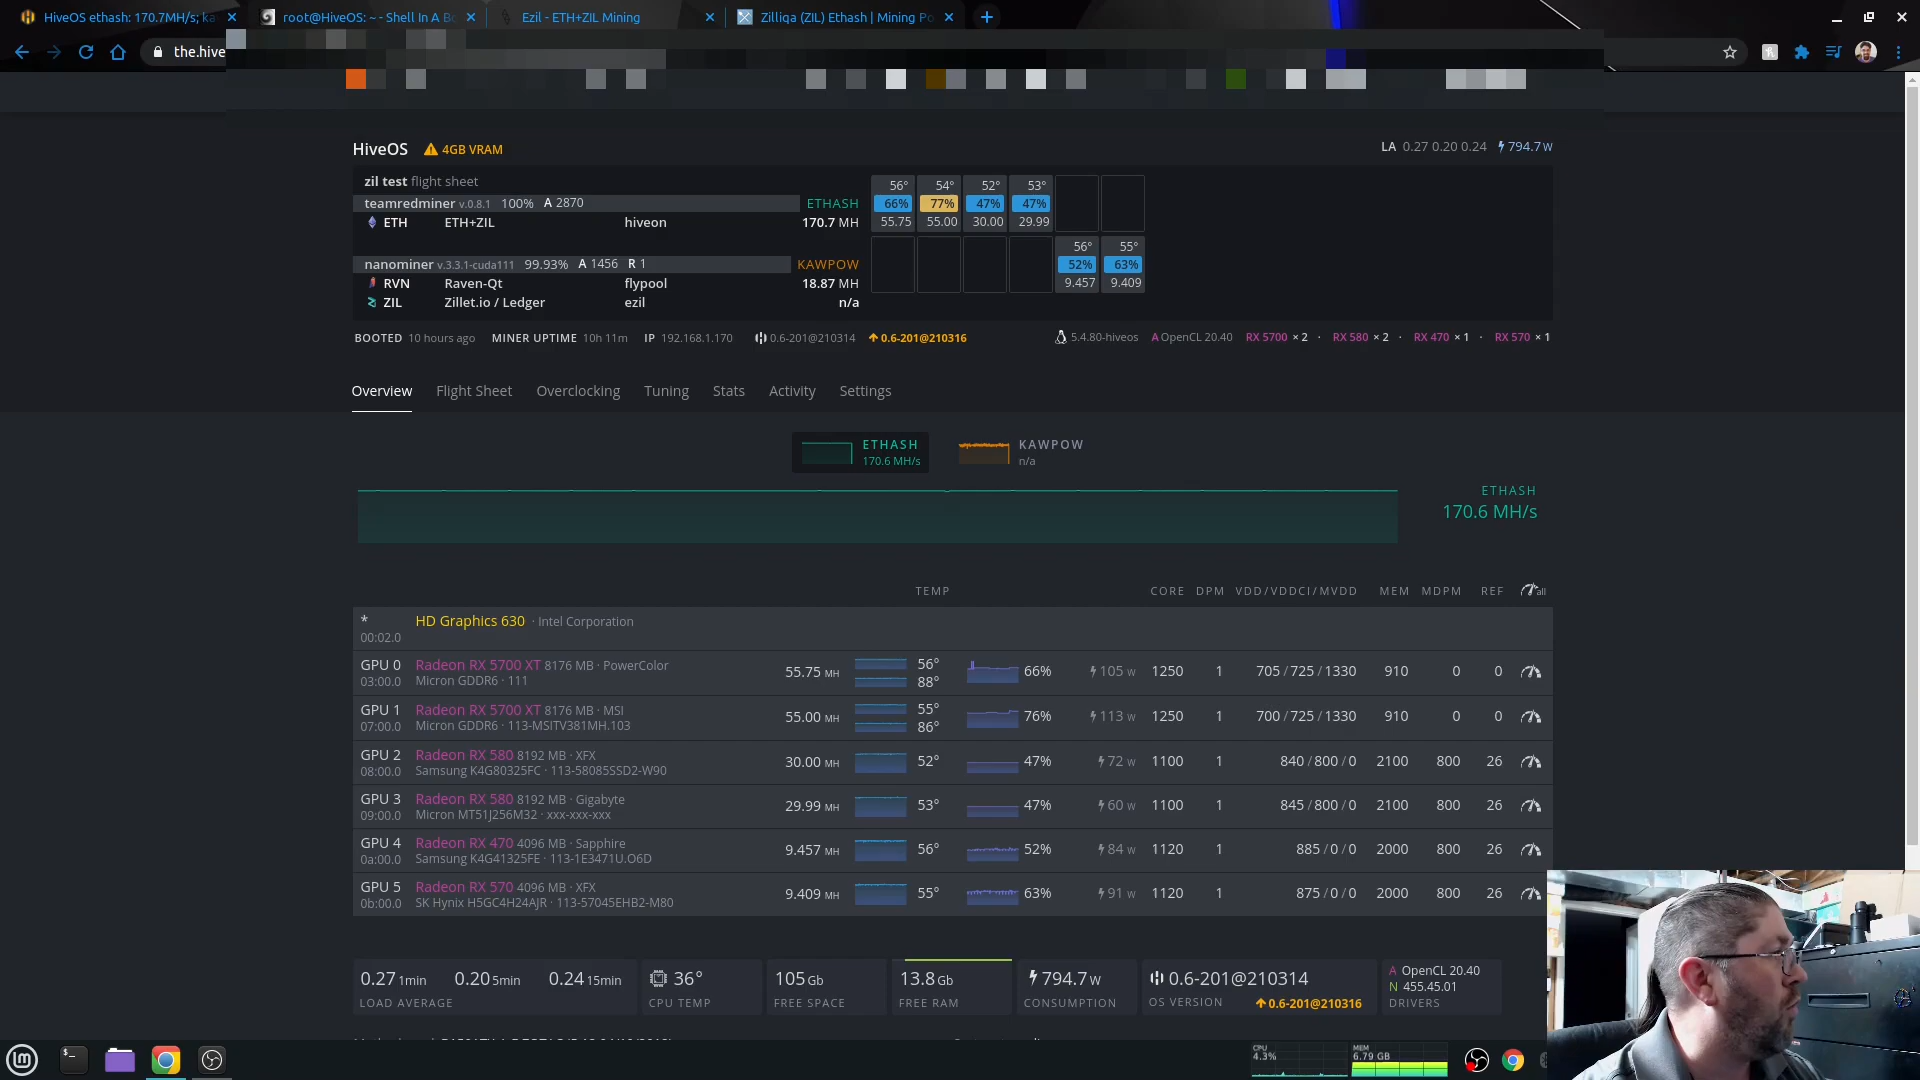 HiveOS ethash: 170.7MH/s; ka
root@HiveOS: ~ - Shell In A Bo
Ezil - ETH+ZIL Mining
Zilliqa (ZIL) Ethash | Mining Po
the.hive
HiveOS 4GB VRAM
LA 0.27 0.20 0.24 794.7 W
zil test flight sheet
teamredminer v.0.8.1 100% A 2870 ETHASH
ETH ETH+ZIL hiveon 170.7 MH
56° 54° 52° 53°
66% 77% 47% 47%
55.75 55.00 30.00 29.99
nanominer v.3.3.1-cuda111 99.93% A 1456 R 1 KAWPOW
RVN Raven-Qt flypool 18.87 MH
ZIL Zillet.io / Ledger ezil n/a
56° 55°
52% 63%
9.457 9.409
BOOTED 10 hours ago MINER UPTIME 10h 11m IP 192.168.1.170 0.6-201@210314 0.6-201@210316 5.4.80-hiveos A OpenCL 20.40 RX 5700 × 2 · RX 580 × 2 · RX 470 × 1 · RX 570 × 1
Overview Flight Sheet Overclocking Tuning Stats Activity Settings
ETHASH
170.6 MH/s
KAWPOW
n/a
ETHASH
170.6 MH/s
TEMP CORE DPM VDD/VDDCI/MVDD MEM MDPM REF all
* HD Graphics 630 · Intel Corporation
00:02.0
GPU 0 Radeon RX 5700 XT 8176 MB · PowerColor
03:00.0 Micron GDDR6 · 111
55.75 MH 56° 88° 66% 105 W 1250 1 705 / 725 / 1330 910 0 0
GPU 1 Radeon RX 5700 XT 8176 MB · MSI
07:00.0 Micron GDDR6 · 113-MSITV381MH.103
55.00 MH 55° 86° 76% 113 W 1250 1 700 / 725 / 1330 910 0 0
GPU 2 Radeon RX 580 8192 MB · XFX
08:00.0 Samsung K4G80325FC · 113-58085SSD2-W90
30.00 MH 52° 47% 72 W 1100 1 840 / 800 / 0 2100 800 26
GPU 3 Radeon RX 580 8192 MB · Gigabyte
09:00.0 Micron MT51J256M32 · xxx-xxx-xxx
29.99 MH 53° 47% 60 W 1100 1 845 / 800 / 0 2100 800 26
GPU 4 Radeon RX 470 4096 MB · Sapphire
0a:00.0 Samsung K4G41325FE · 113-1E3471U.O6D
9.457 MH 56° 52% 84 W 1120 1 885 / 0 / 0 2000 800 26
GPU 5 Radeon RX 570 4096 MB · XFX
0b:00.0 SK Hynix H5GC4H24AJR · 113-57045EHB2-M80
9.409 MH 55° 63% 91 W 1120 1 875 / 0 / 0 2000 800 26
0.27 1min 0.20 5min 0.24 15min
LOAD AVERAGE
36°
CPU TEMP
105 Gb
FREE SPACE
13.8 Gb
FREE RAM
794.7 W
CONSUMPTION
0.6-201@210314
OS VERSION 0.6-201@210316
A OpenCL 20.40
N 455.45.01
DRIVERS
CPU
4.3%
MEM
6.79 GB